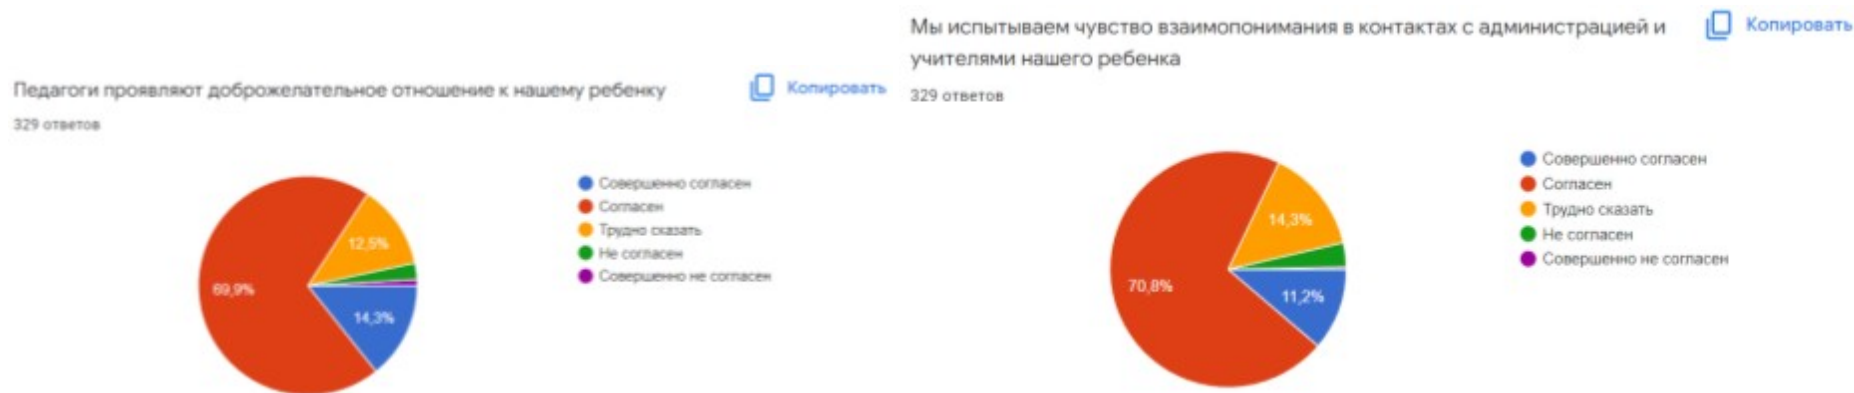 Педагоги проявляют доброжелательное отношение к нашему ребенку
Копировать
329 ответов
Совершенно согласен
Согласен
Трудно сказать
Не согласен
Совершенно не согласен
12,5%
69,9%
14,3%
Мы испытываем чувство взаимопонимания в контактах с администрацией и
учителями нашего ребенка
Копировать
329 ответов
Совершенно согласен
Согласен
Трудно сказать
Не согласен
Совершенно не согласен
14,3%
70,8%
11,2%